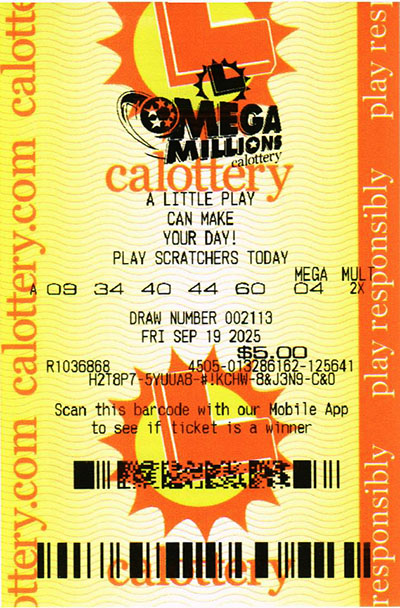 calottery.com calottery
play responsibly play responsibly
L
L
OMEGA
MILLIONS
calottery
calottery
A LITTLE PLAY
CAN MAKE
YOUR DAY!
PLAY SCRATCHERS TODAY
MEGA MULT
A 09 34 40 44 60 04 2X
DRAW NUMBER 002113
FRI SEP 19 2025
$5.00
R1036868 4505-013286162-125641
H2T8P7-5YUUA8-#!KCHW-8&J3N9-C&O
Scan this barcode with our Mobile App
to see if ticket is a winner
L
calottery